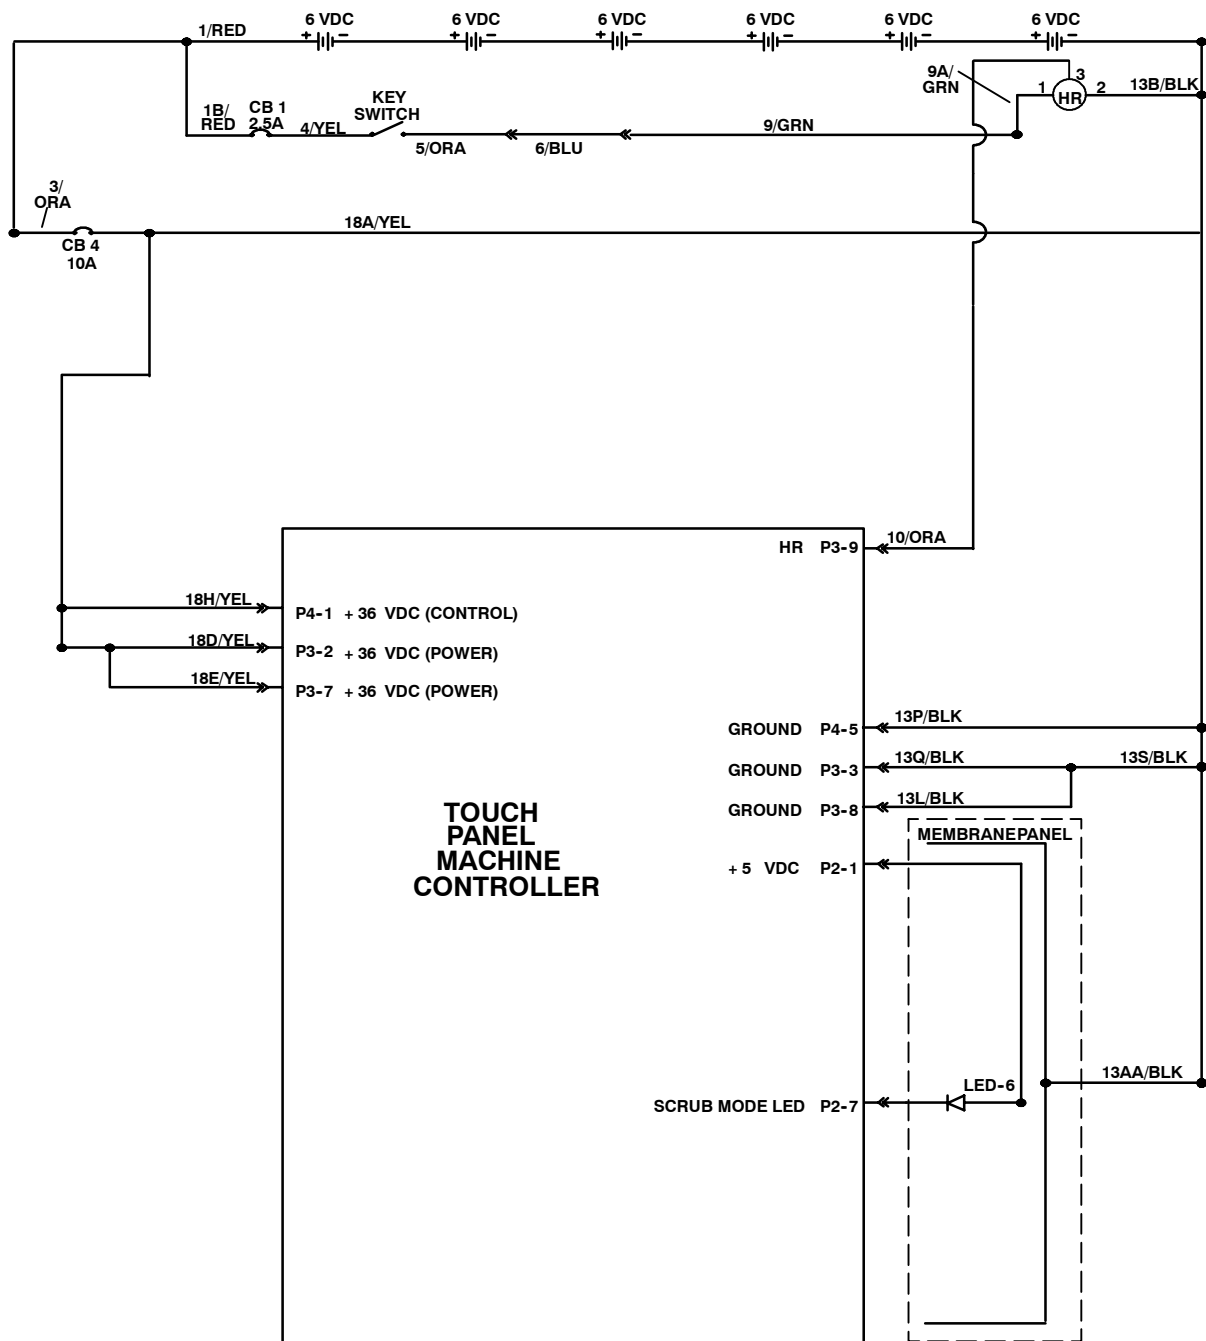 6 VDC 6 VDC 6 VDC 6 VDC 6 VDC 6 VDC
1/RED
+ - + - + - + - + - + -
9A/
GRN
1 3 HR 2
13B/BLK
1B/
RED
CB 1
2.5A
4/YEL
KEY
SWITCH
5/ORA
6/BLU
9/GRN
3/
ORA
CB 4
10A
18A/YEL
HR P3-9
10/ORA
18H/YEL
P4-1 + 36 VDC (CONTROL)
18D/YEL
P3-2 + 36 VDC (POWER)
18E/YEL
P3-7 + 36 VDC (POWER)
GROUND P4-5
13P/BLK
GROUND P3-3
13Q/BLK
13S/BLK
GROUND P3-8
13L/BLK
TOUCH
PANEL
MACHINE
CONTROLLER
MEMBRANE PANEL
+ 5 VDC P2-1
LED-6
13AA/BLK
SCRUB MODE LED P2-7